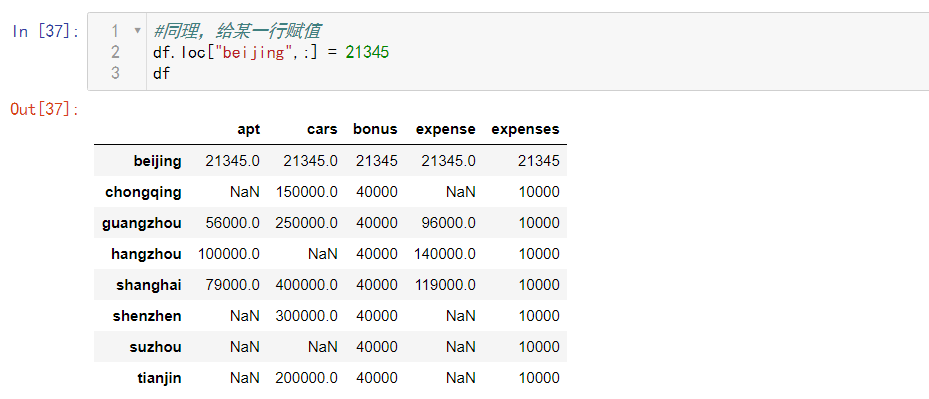 In [37]:
1 #同理，给某一行赋值
2 df.loc["beijing",:] = 21345
3 df
Out[37]:
apt cars bonus expense expenses
beijing 21345.0 21345.0 21345 21345.0 21345
chongqing NaN 150000.0 40000 NaN 10000
guangzhou 56000.0 250000.0 40000 96000.0 10000
hangzhou 100000.0 NaN 40000 140000.0 10000
shanghai 79000.0 400000.0 40000 119000.0 10000
shenzhen NaN 300000.0 40000 NaN 10000
suzhou NaN NaN 40000 NaN 10000
tianjin NaN 200000.0 40000 NaN 10000